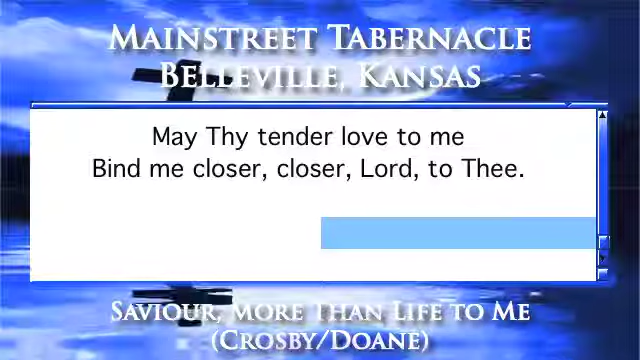 Mainstreet Tabernacle
Belleville, Kansas
May Thy tender love to me
Bind me closer, closer, Lord, to Thee.
Saviour, More Than Life to Me
(Crosby/Doane)